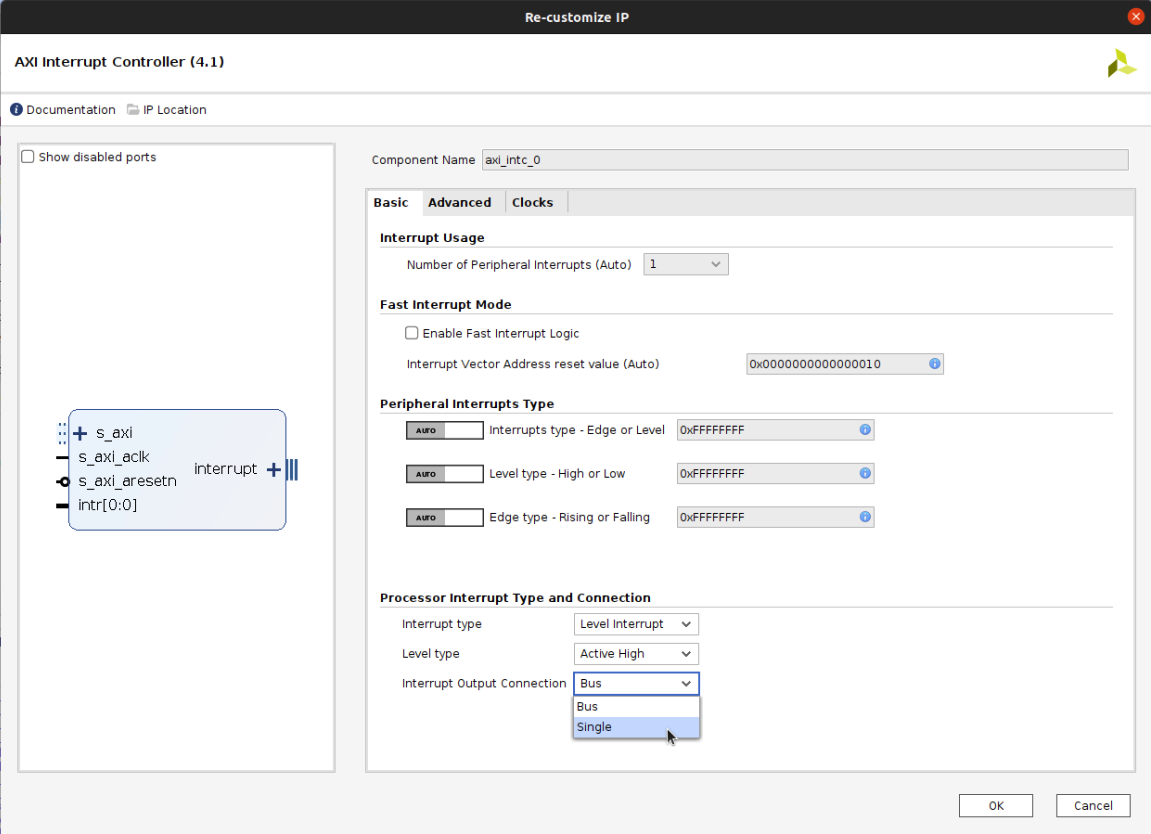 Re-customize IP
AXI Interrupt Controller (4.1)
Documentation IP Location
Show disabled ports
s_axi
s_axi_aclk
s_axi_aresetn
intr[0:0]
interrupt
Component Name axi_intc_0
Basic Advanced Clocks
Interrupt Usage
Number of Peripheral Interrupts (Auto) 1
Fast Interrupt Mode
Enable Fast Interrupt Logic
Interrupt Vector Address reset value (Auto) 0x0000000000000010
Peripheral Interrupts Type
AUTO Interrupts type - Edge or Level 0xFFFFFFFF
AUTO Level type - High or Low 0xFFFFFFFF
AUTO Edge type - Rising or Falling 0xFFFFFFFF
Processor Interrupt Type and Connection
Interrupt type Level Interrupt
Level type Active High
Interrupt Output Connection Bus
Bus
Single
OK Cancel